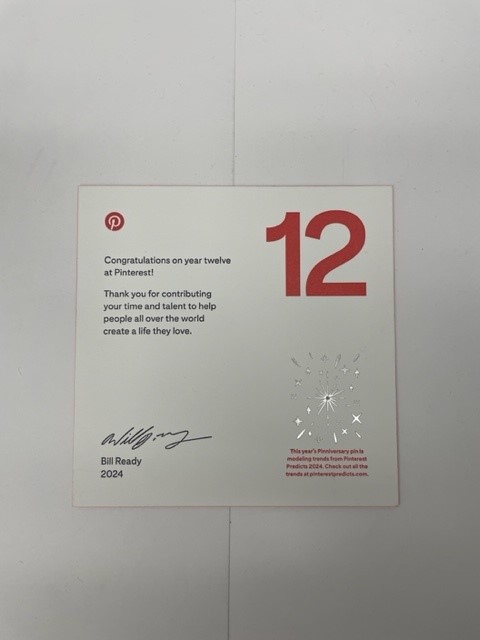 12
Congratulations on year twelve
at Pinterest!
Thank you for contributing
your time and talent to help
people all over the world
create a life they love.
Bill Ready
2024
This year's Pinniversary pin is
modeling trends from Pinterest
Predicts 2024. Check out all the
trends at pinterestpredicts.com.